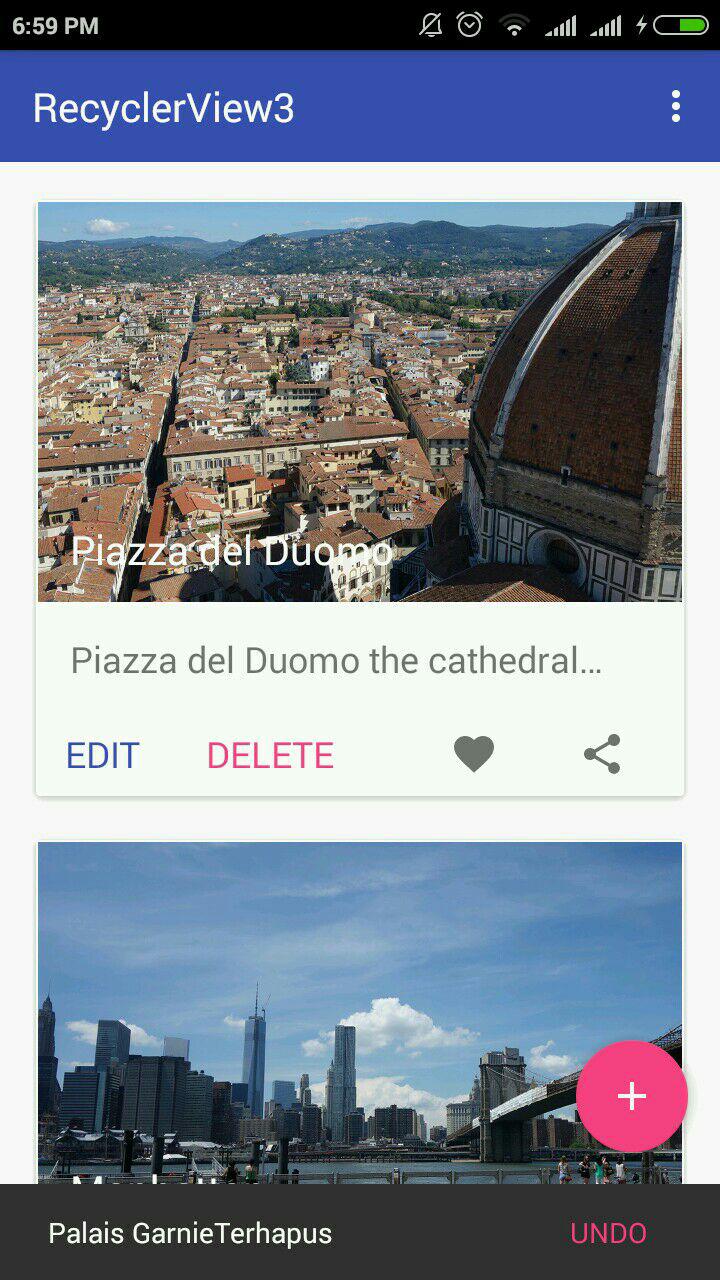 6:59 PM
RecyclerView3
Piazza del Duomo
Piazza del Duomo the cathedral...
EDIT DELETE
Palais GarnieTerhapus UNDO